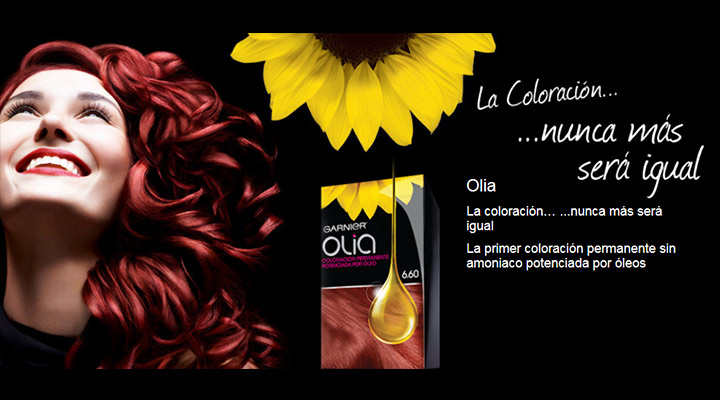 La Coloración...
...nunca más
será igual
Olia
La coloración… ...nunca más será
igual
La primer coloración permanente sin
amoniaco potenciada por óleos
GARNIER
olia
COLORACIÓN PERMANENTE
POTENCIADA POR ÓLEO
6.60